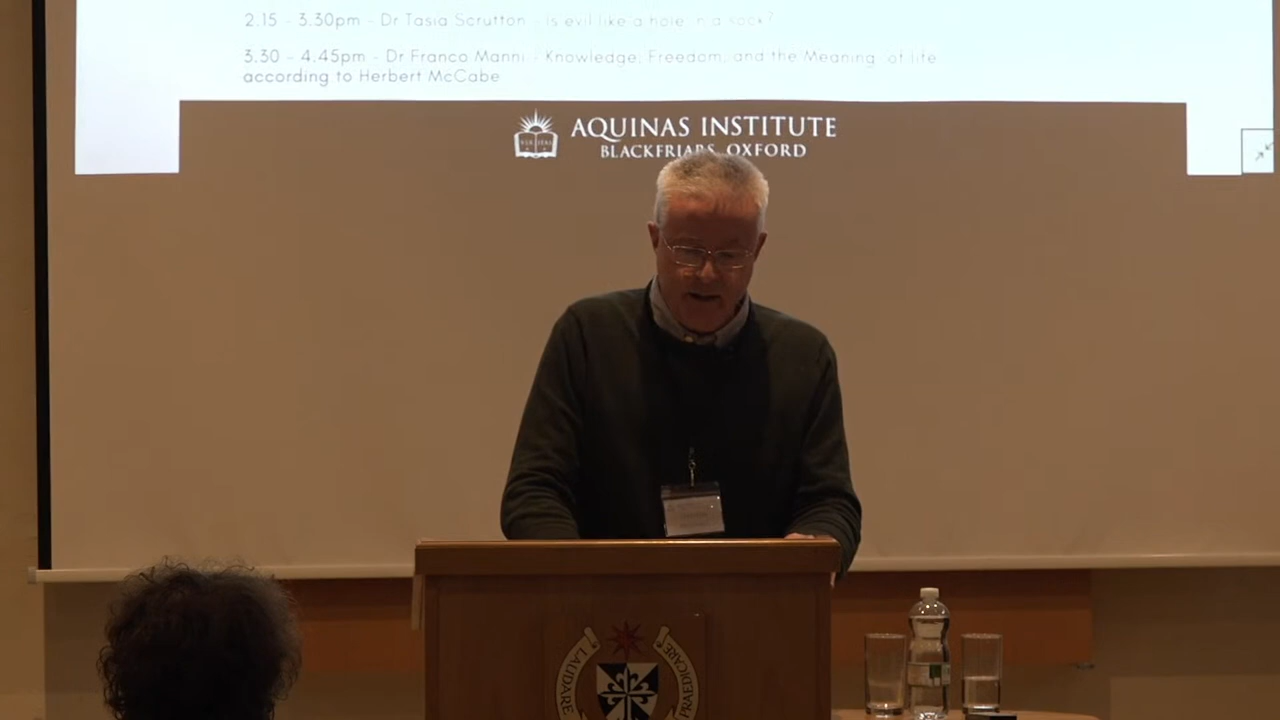 2.15 - 3.30pm - Dr Tasia Scrutton - Is evil like a hole in a sock?
3.30 - 4.45pm - Dr Franco Manni - Knowledge, Freedom, and the Meaning of life
according to Herbert McCabe
AQUINAS INSTITUTE
BLACKFRIARS, OXFORD
VERITAS
LAUDARE
PRAEDICARE